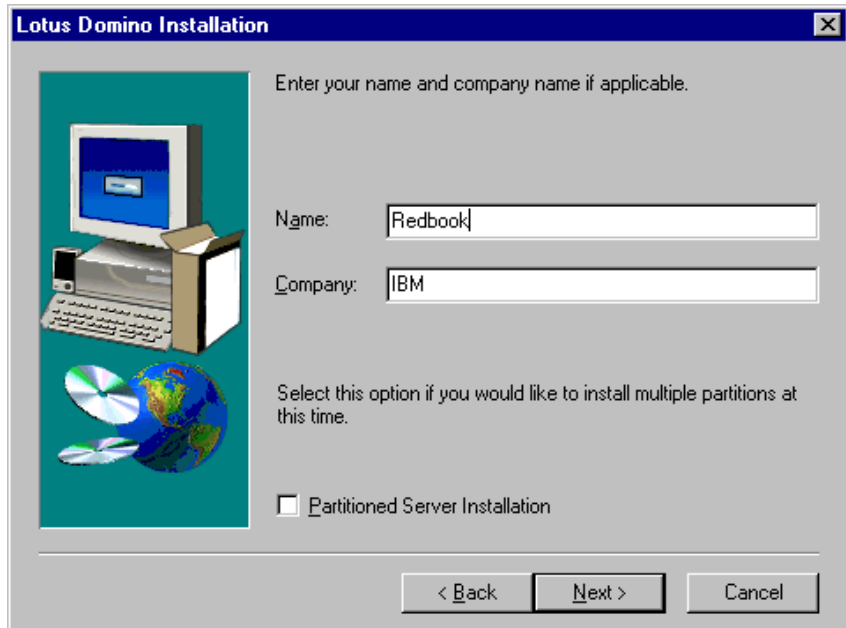 Lotus Domino Installation
Enter your name and company name if applicable.
Name: Redbook
Company: IBM
Select this option if you would like to install multiple partitions at
this time.
Partitioned Server Installation
< Back Next > Cancel